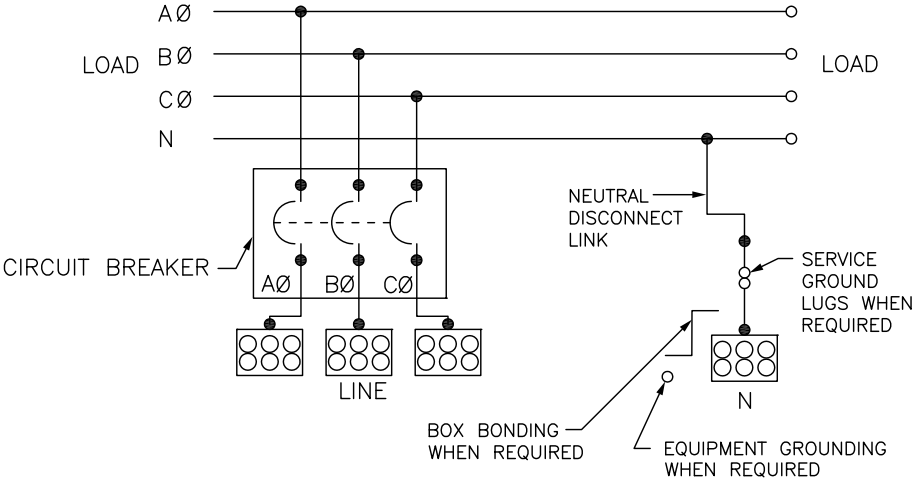 AØ
BØ
LOAD
LOAD
CØ
N
NEUTRAL
DISCONNECT
LINK
CIRCUIT BREAKER
AØ BØ CØ
SERVICE
GROUND
LUGS WHEN
REQUIRED
LINE
N
BOX BONDING
WHEN REQUIRED
EQUIPMENT GROUNDING
WHEN REQUIRED